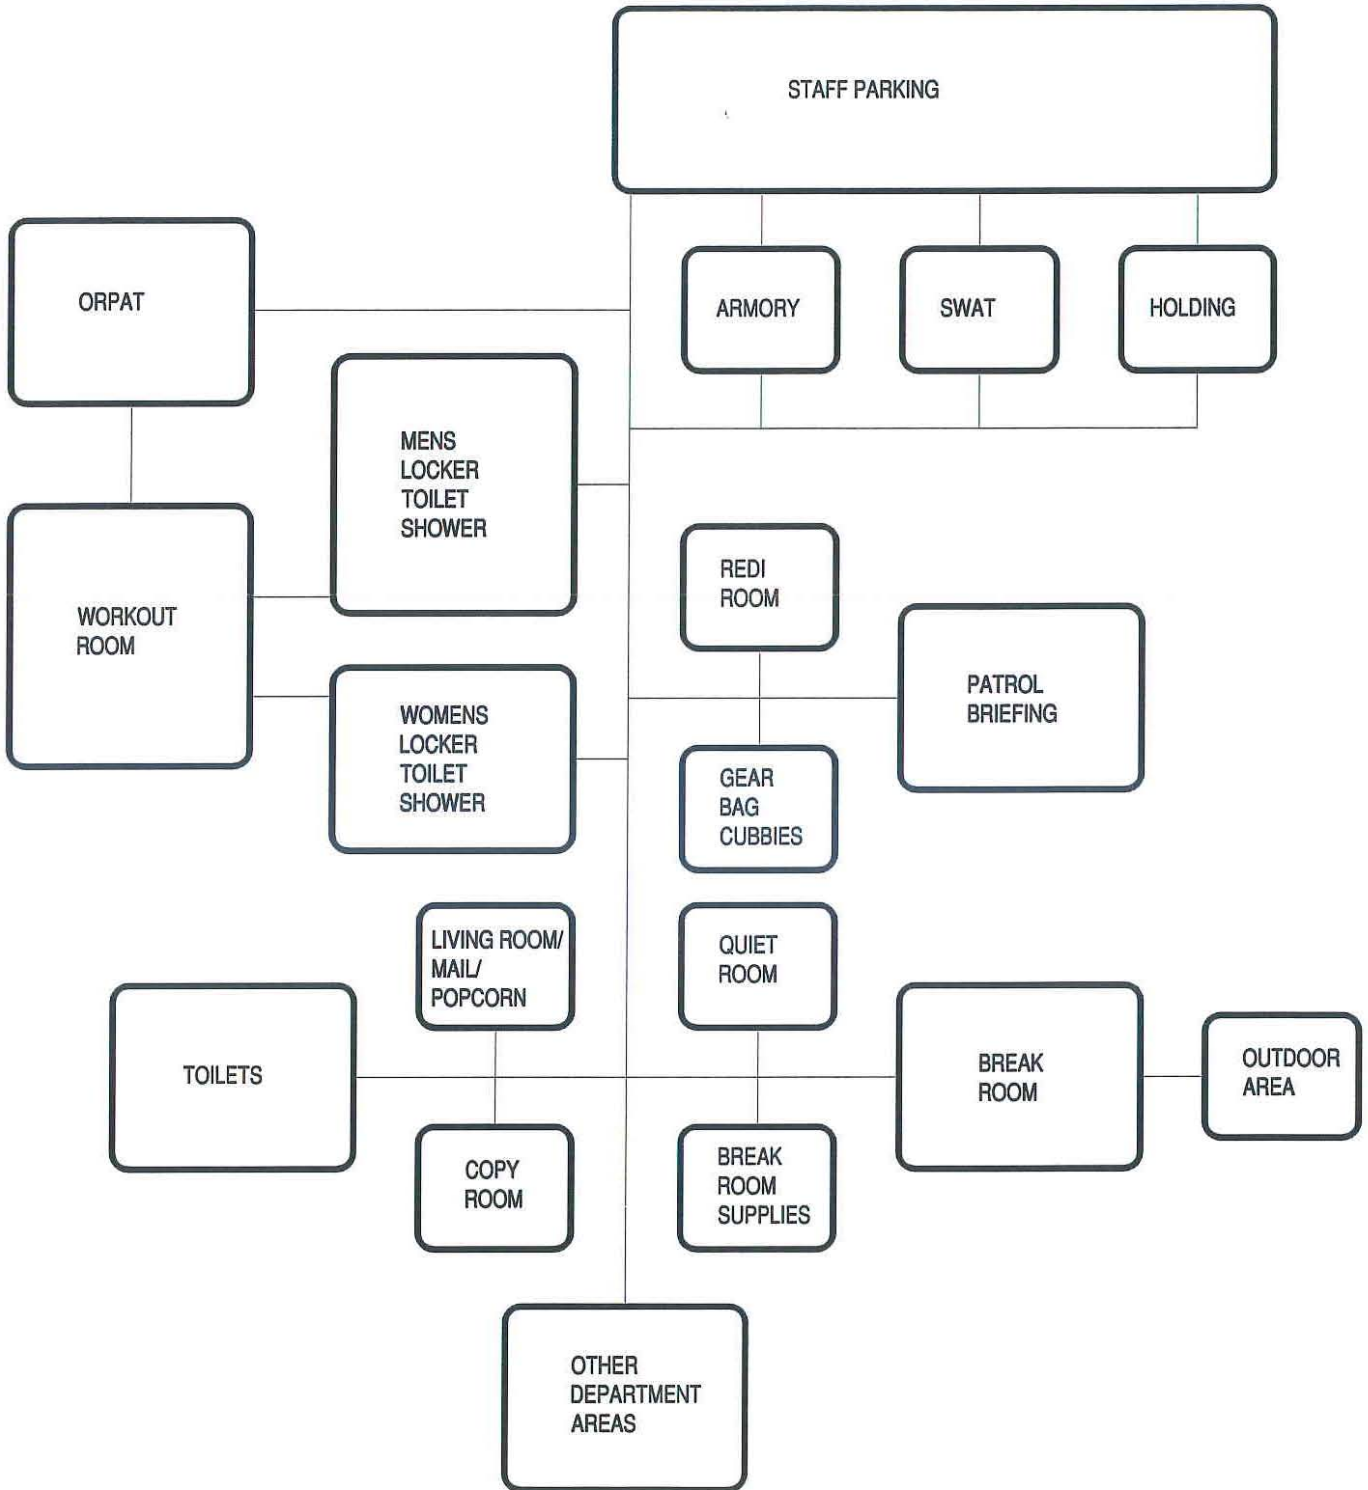 STAFF PARKING
ORPAT
ARMORY
SWAT
HOLDING
MENS
LOCKER
TOILET
SHOWER
REDI
ROOM
WORKOUT
ROOM
PATROL
BRIEFING
WOMENS
LOCKER
TOILET
SHOWER
GEAR
BAG
CUBBIES
LIVING ROOM/
MAIL/
POPCORN
QUIET
ROOM
TOILETS
BREAK
ROOM
OUTDOOR
AREA
COPY
ROOM
BREAK
ROOM
SUPPLIES
OTHER
DEPARTMENT
AREAS